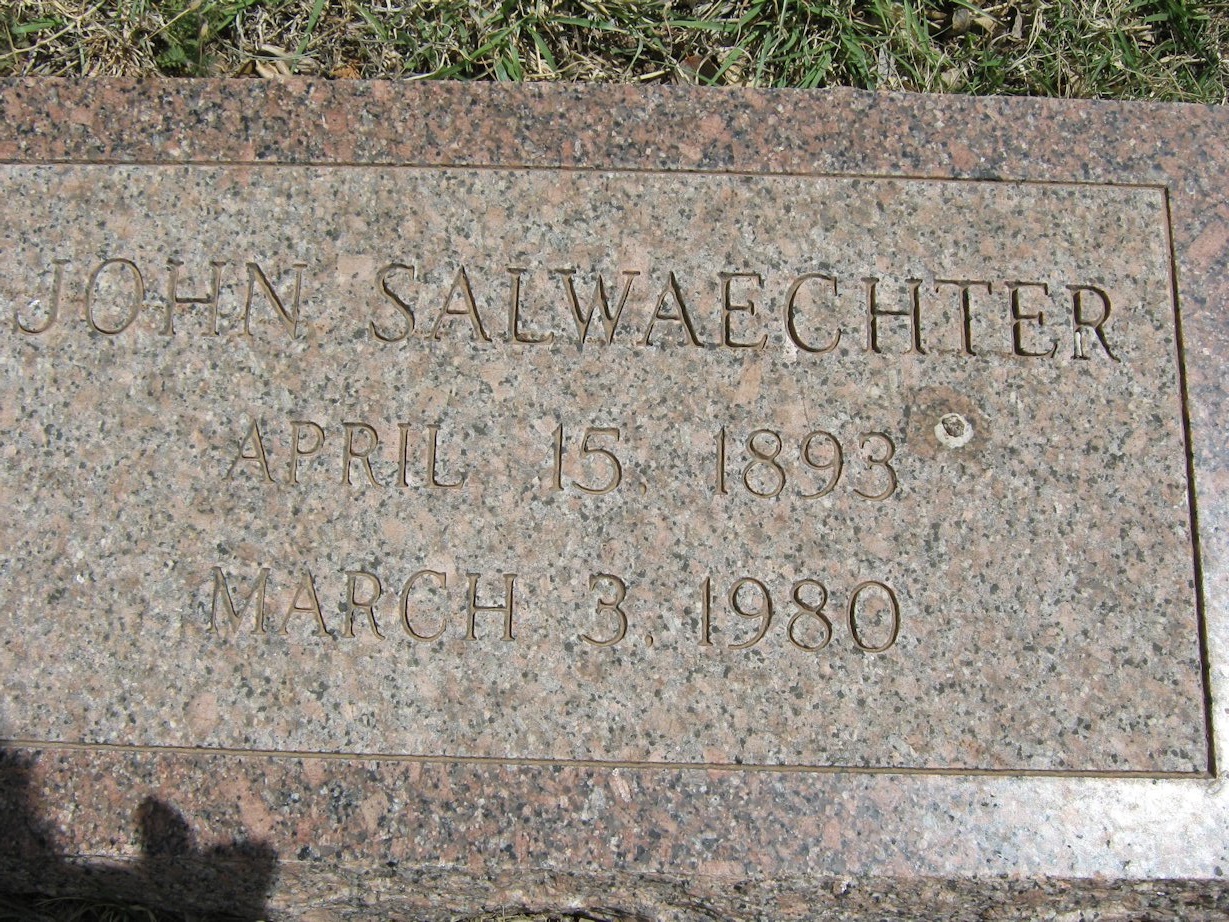 JOHN SALWAECHTER
APRIL 15, 1893
MARCH 3, 1980